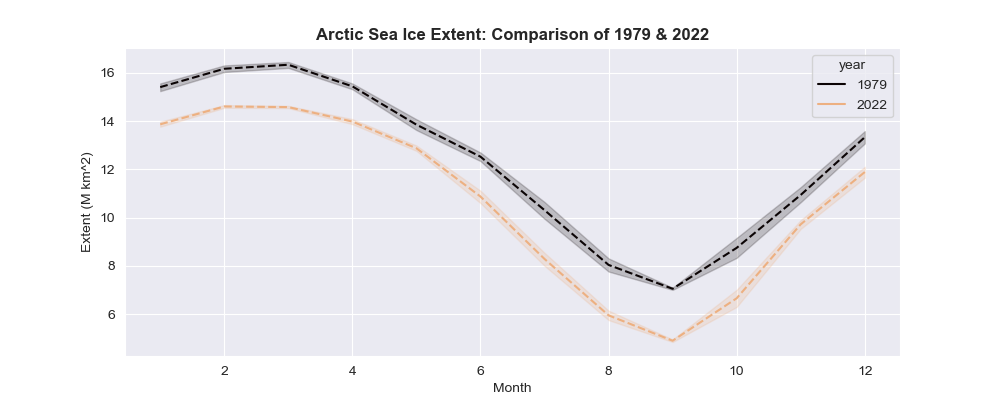 Arctic Sea Ice Extent: Comparison of 1979 & 2022
year
1979
2022
Extent (M km^2)
16
14
12
10
8
6
2 4 6 8 10 12
Month